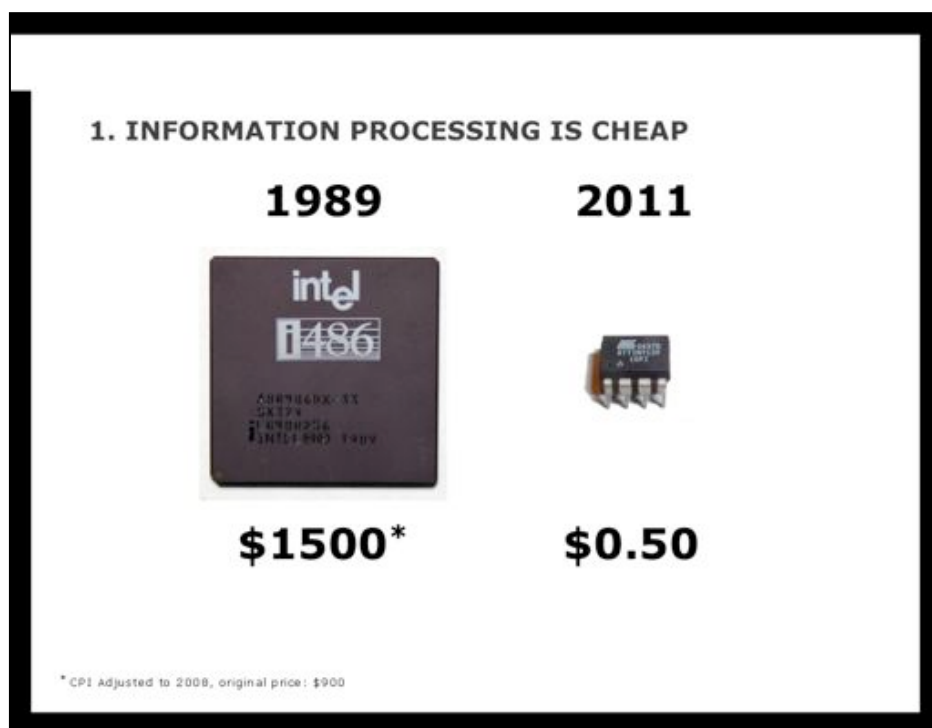 1. INFORMATION PROCESSING IS CHEAP
1989
2011
intel
i486
$1500*
$0.50
* CPI Adjusted to 2008, original price: $900